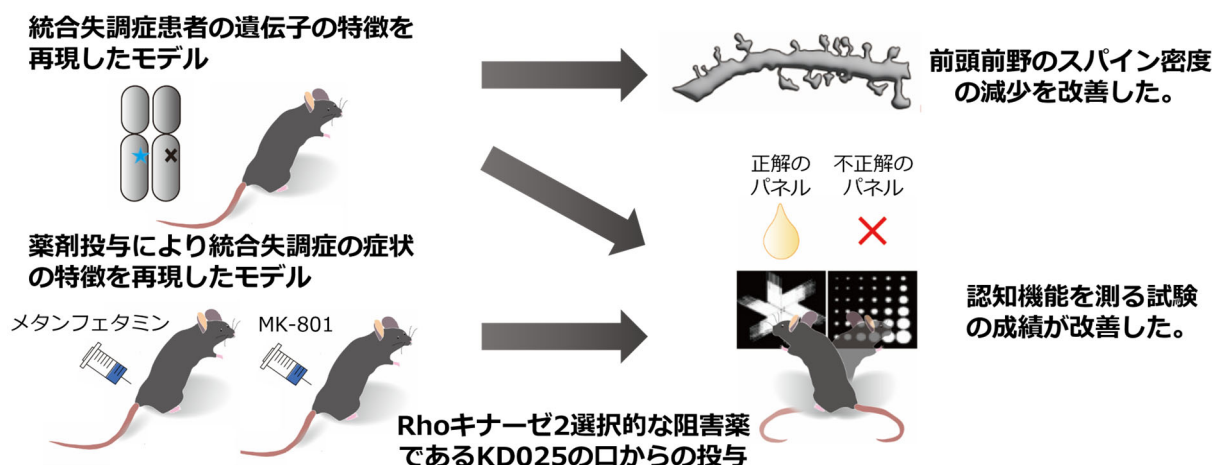 統合失調症患者の遺伝子の特徴を
再現したモデル
前頭前野のスパイン密度
の減少を改善した。
正解の
パネル
不正解の
パネル
薬剤投与により統合失調症の症状
の特徴を再現したモデル
メタンフェタミン
MK-801
認知機能を測る試験
の成績が改善した。
Rhoキナーゼ2選択的な阻害薬
であるKD025の口からの投与